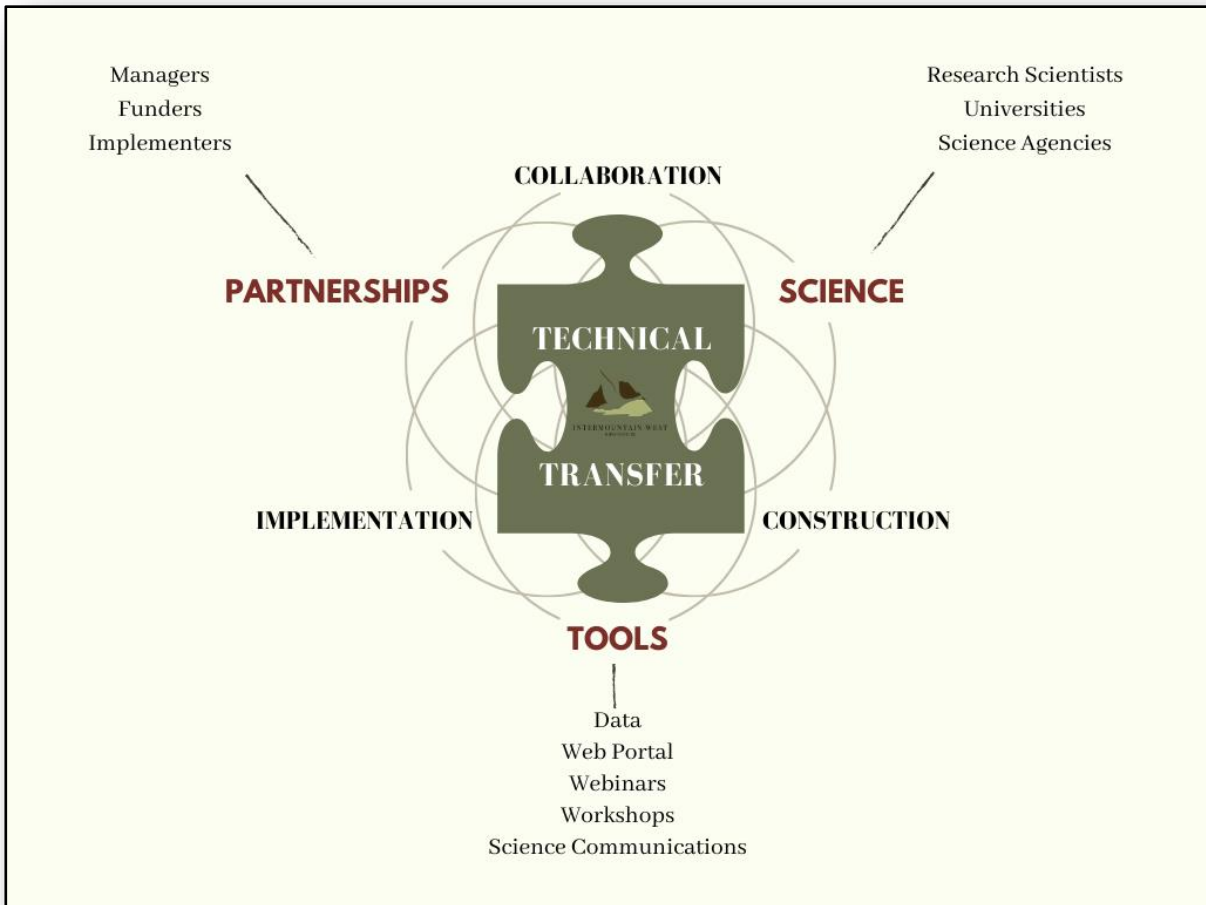 Managers
Funders
Implementers
Research Scientists
Universities
Science Agencies
COLLABORATION
PARTNERSHIPS
SCIENCE
TECHNICAL
INTERMOUNTAIN WEST
TRANSFER
IMPLEMENTATION
CONSTRUCTION
TOOLS
Data
Web Portal
Webinars
Workshops
Science Communications